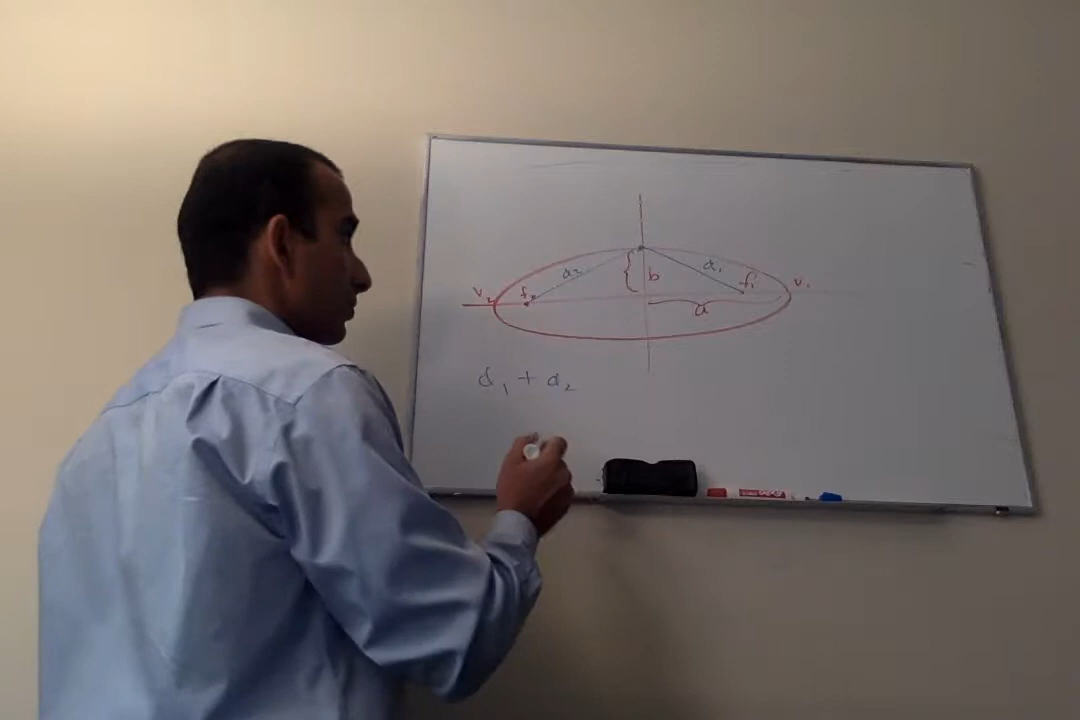 d₂ b d₁
V₂ f₂ a f₁ V₁
d₁ + d₂